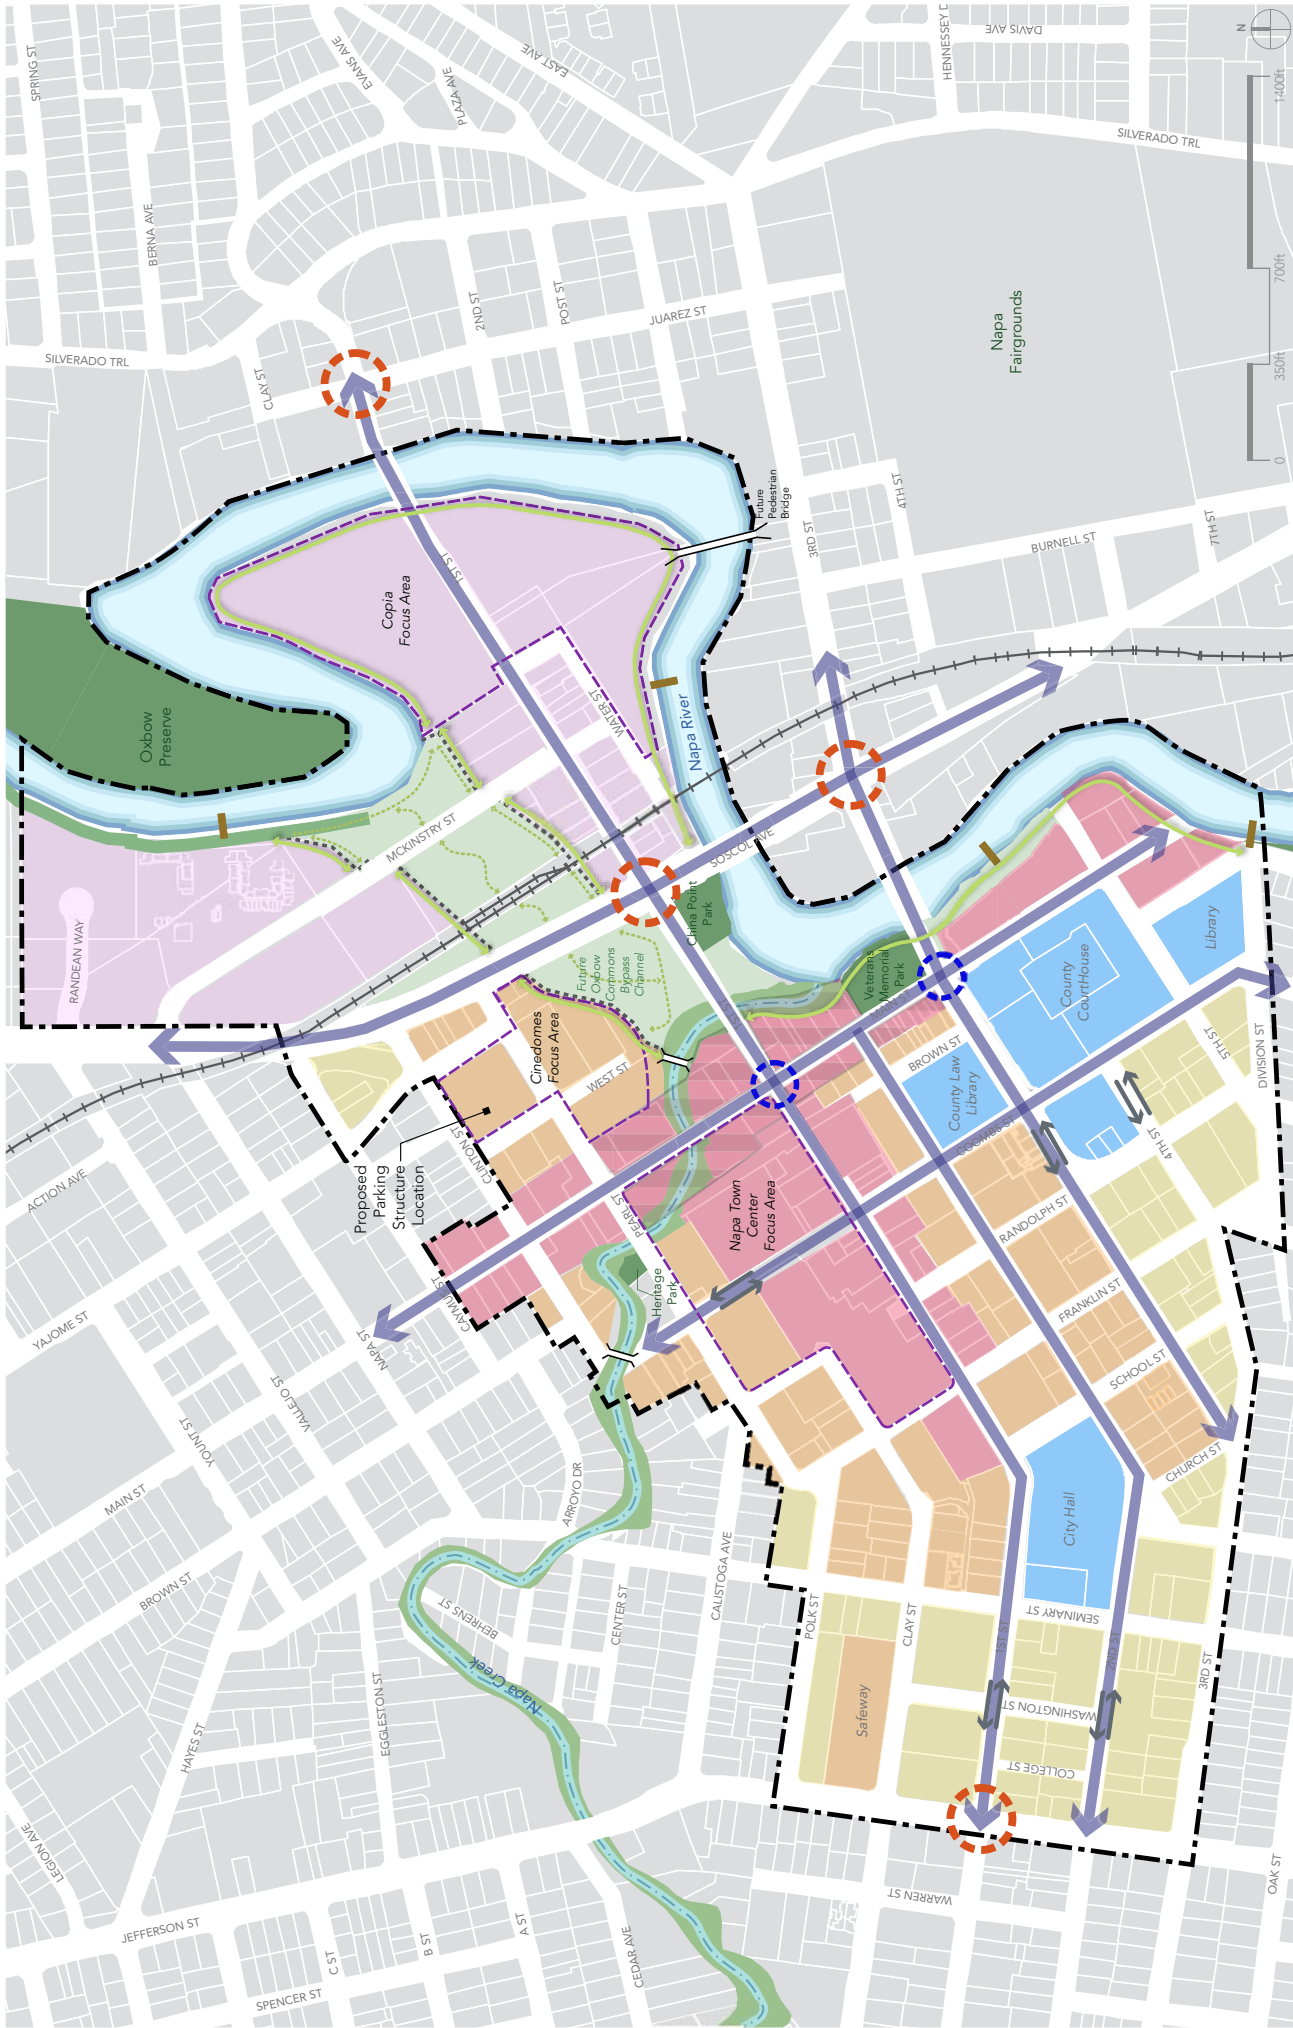 SPRING ST
EVANS AVE
PLAZA AVE
EAST AVE
HENNESSEY D
DAVIS AVE
N
1400ft
SILVERADO TRL
BERNA AVE
2ND ST
POST ST
JUAREZ ST
700ft
Napa
Fairgrounds
SILVERADO TRL
CLAY ST
350ft
0
Future
Pedestrian
Bridge
3RD ST
4TH ST
BURNELL ST
7TH ST
1ST ST
Copia
Focus Area
WATER ST
Oxbow
Preserve
Napa River
MCKINSTRY ST
SOSCOL AVE
RANDEAN WAY
China Point
Park
Future
Oxbow
Commons
Bypass
Channel
Veterans
Memorial
Park
MAIN ST
1ST ST
County
CourtHouse
Library
Cinedomes
Focus Area
WEST ST
BROWN ST
County Law
Library
5TH ST
DIVISION ST
COOMBS ST
4TH ST
CLINTON ST
Proposed
Parking
Structure
Location
PEARL ST
Napa Town
Center
Focus Area
RANDOLPH ST
ACTION AVE
Heritage
Park
FRANKLIN ST
CAYMUS ST
NAPA ST
YAJOME ST
SCHOOL ST
VALLEJO ST
YOUNT ST
CHURCH ST
MAIN ST
ARROYO DR
City Hall
BROWN ST
BEHRENS ST
CENTER ST
CALISTOGA AVE
POLK ST
CLAY ST
SEMINARY ST
1ST ST
2ND ST
3RD ST
Napa Creek
Safeway
WASHINGTON ST
EGGLESTON ST
HAYES ST
COLLEGE ST
LEGION AVE
OAK ST
WARREN ST
JEFFERSON ST
C ST
B ST
A ST
CEDAR AVE
SPENCER ST